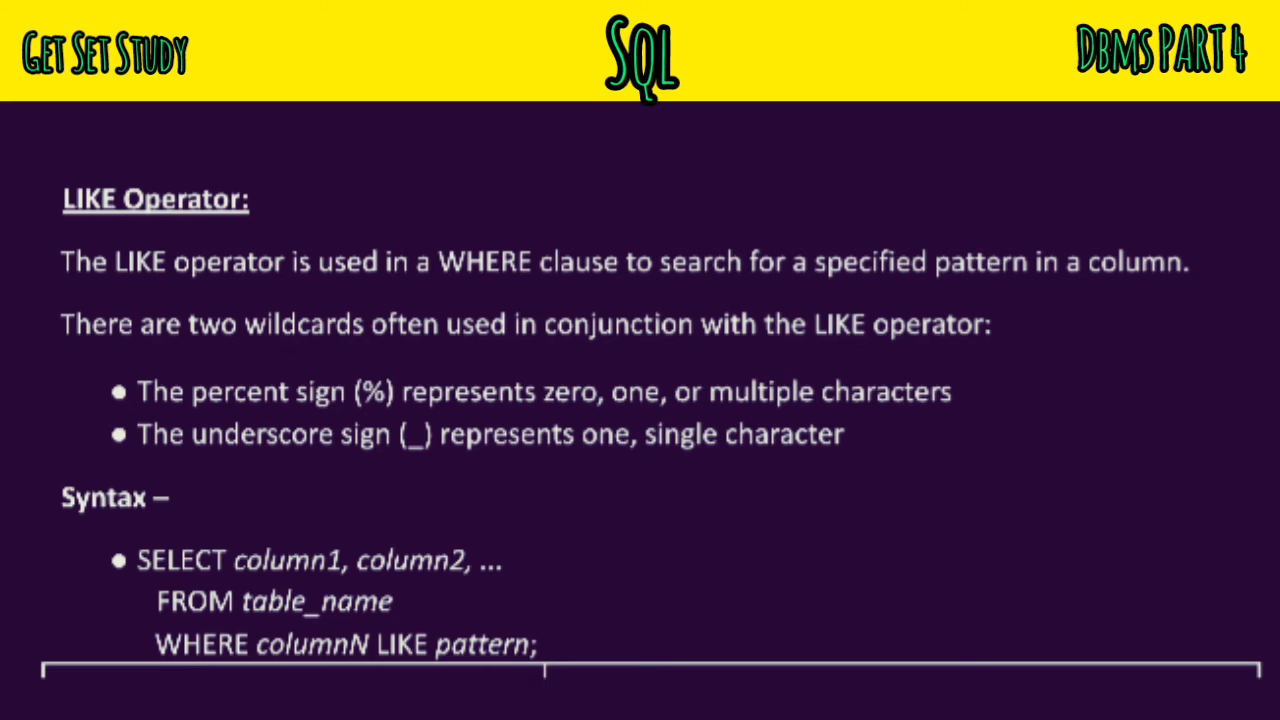 Get Set Study
Sql
Dbms PART 4
LIKE Operator:
The LIKE operator is used in a WHERE clause to search for a specified pattern in a column.
There are two wildcards often used in conjunction with the LIKE operator:
● The percent sign (%) represents zero, one, or multiple characters
● The underscore sign (_) represents one, single character
Syntax –
● SELECT column1, column2, ...
FROM table_name
WHERE columnN LIKE pattern;